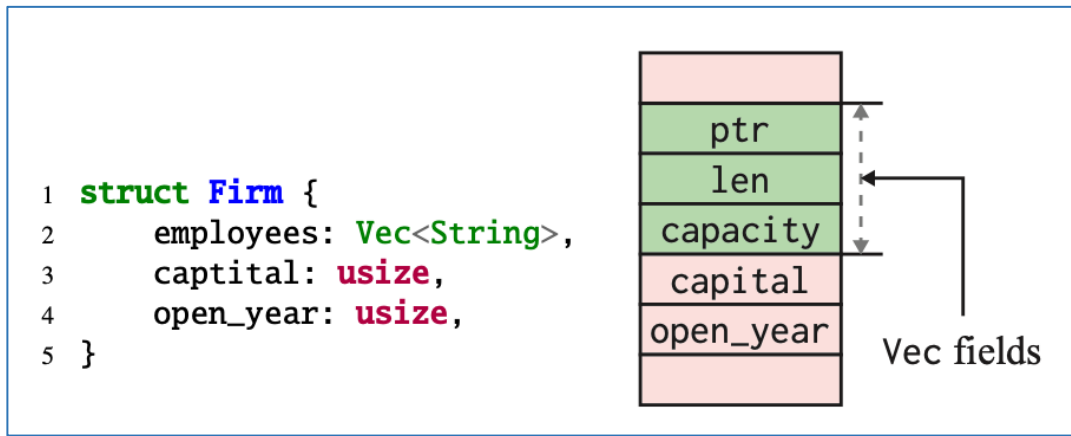 1 struct Firm {
2 employees: Vec<String>,
3 captital: usize,
4 open_year: usize,
5 }
ptr
len
capacity
capital
open_year
Vec fields